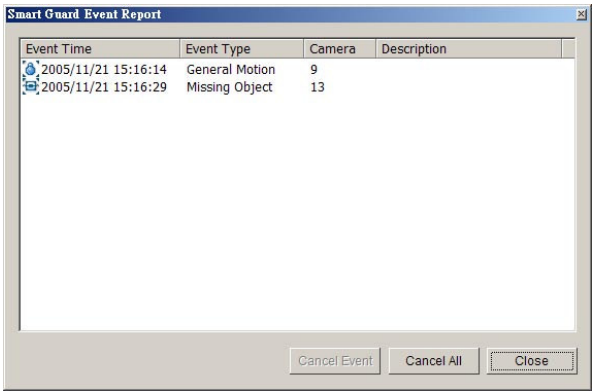 Smart Guard Event Report
Event Time Event Type Camera Description
2005/11/21 15:16:14 General Motion 9
2005/11/21 15:16:29 Missing Object 13
Cancel Event Cancel All Close